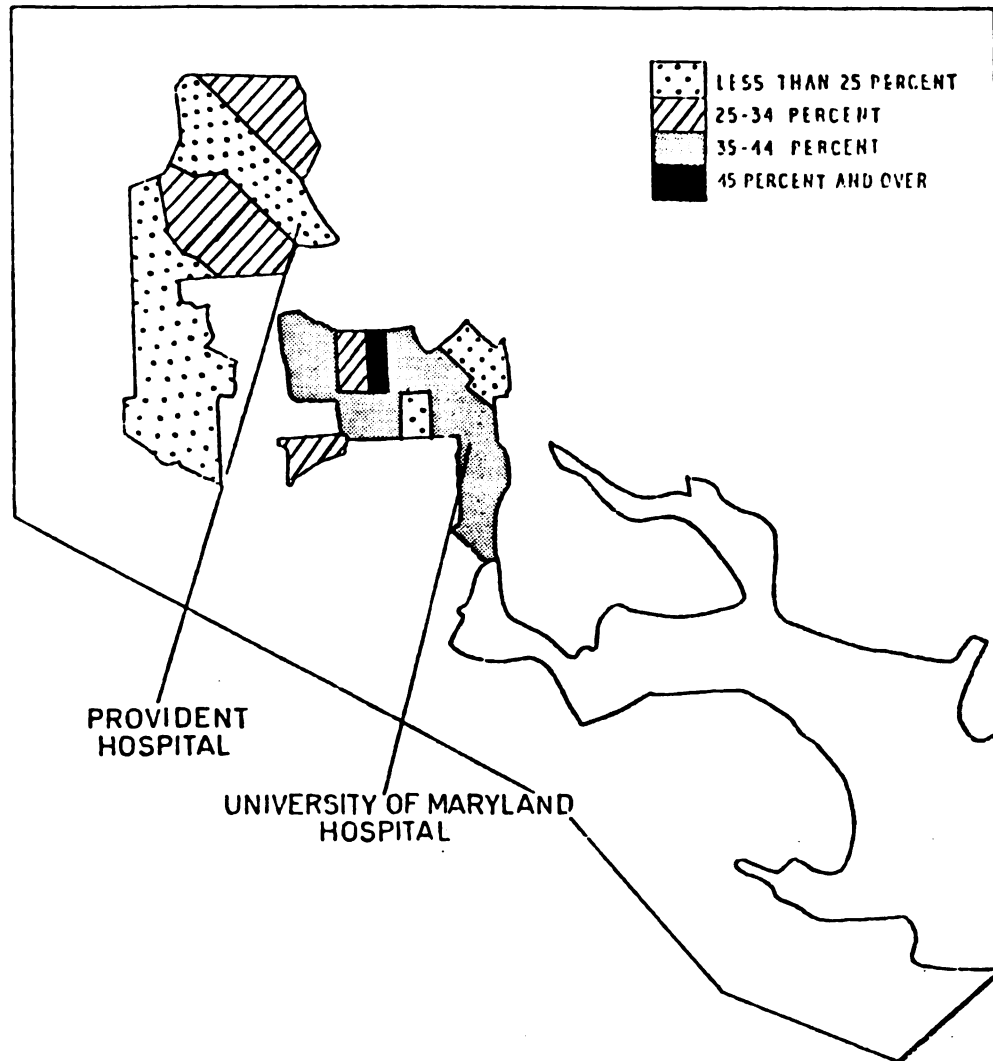 LESS THAN 25 PERCENT
25-34 PERCENT
35-44 PERCENT
45 PERCENT AND OVER
PROVIDENT
HOSPITAL
UNIVERSITY OF MARYLAND
HOSPITAL